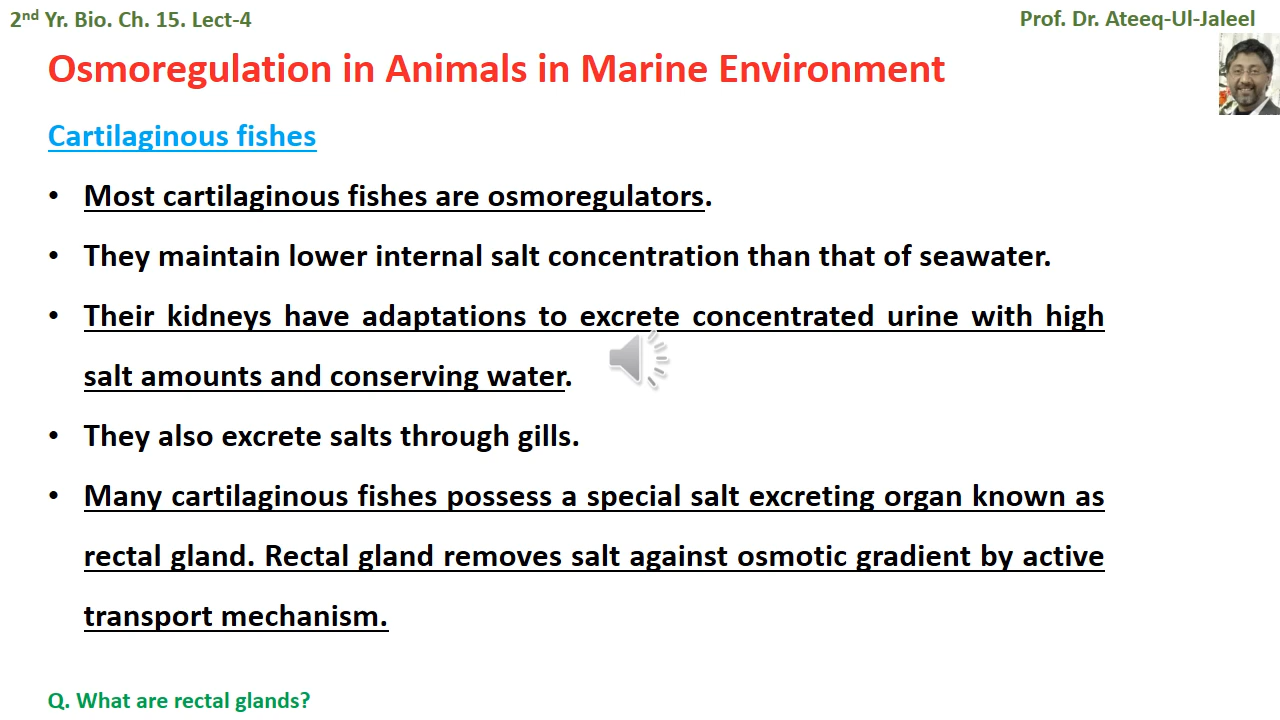 2nd Yr. Bio. Ch. 15. Lect-4
Prof. Dr. Ateeq-Ul-Jaleel
Osmoregulation in Animals in Marine Environment
Cartilaginous fishes
• Most cartilaginous fishes are osmoregulators.
• They maintain lower internal salt concentration than that of seawater.
• Their kidneys have adaptations to excrete concentrated urine with high
salt amounts and conserving water.
• They also excrete salts through gills.
• Many cartilaginous fishes possess a special salt excreting organ known as
rectal gland. Rectal gland removes salt against osmotic gradient by active
transport mechanism.
Q. What are rectal glands?